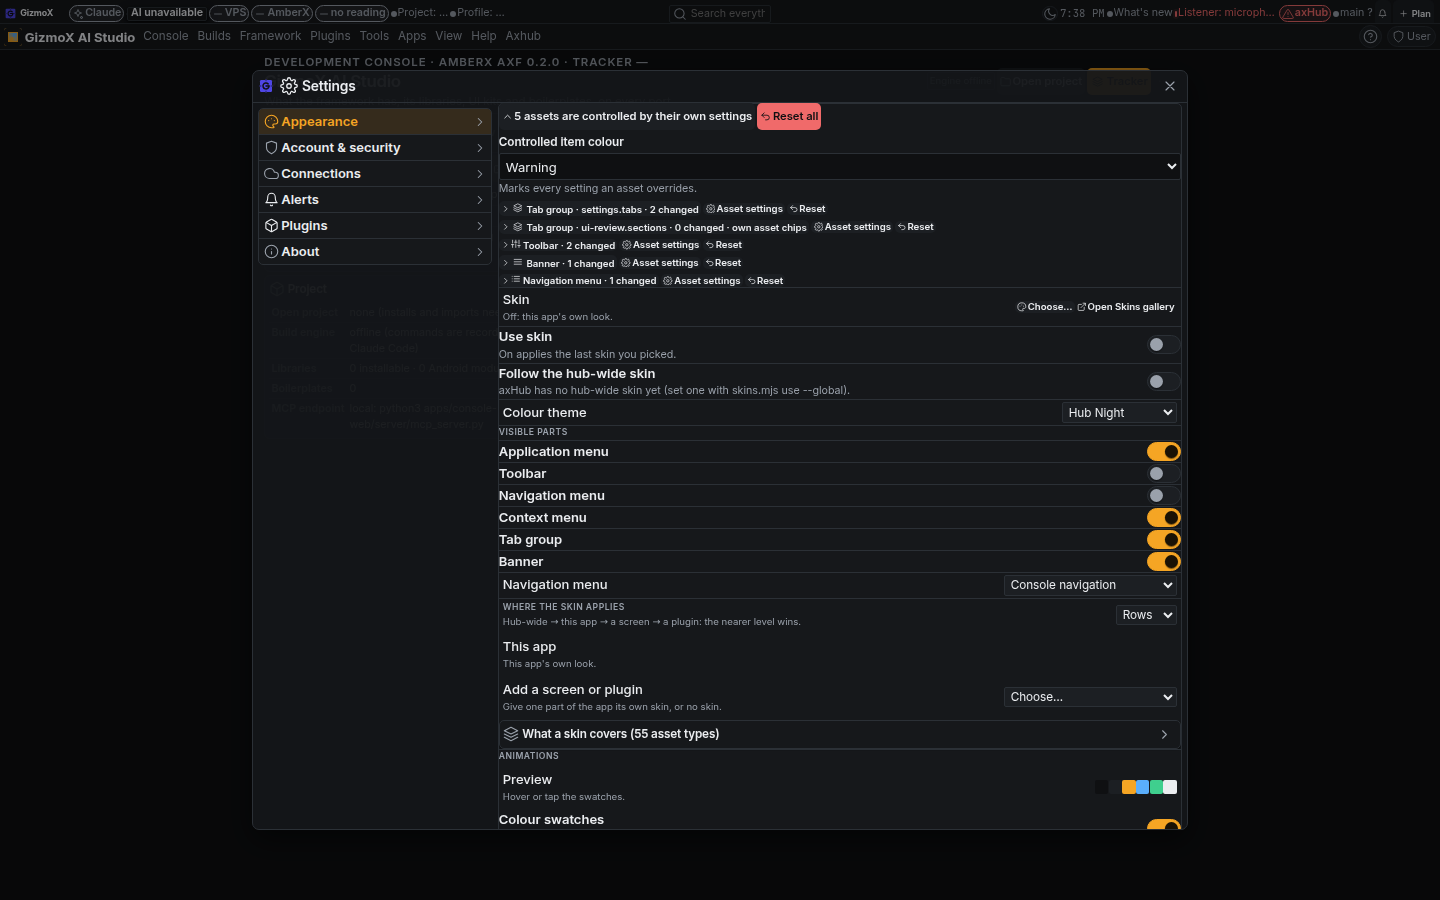 GizmoX Claude AI unavailable — VPS — AmberX — no reading Project: ... Profile: ... Search everyth 7:38 PM What's new Listener: microph... axHub main ? + Plan
GizmoX AI Studio Console Builds Framework Plugins Tools Apps View Help Axhub User
DEVELOPMENT CONSOLE · AMBERX AXF 0.2.0 · TRACKER —
Settings
Appearance
Account & security
Connections
Alerts
Plugins
About
5 assets are controlled by their own settings Reset all
Controlled item colour
Warning
Marks every setting an asset overrides.
Tab group · settings.tabs · 2 changed Asset settings Reset
Tab group · ui-review.sections · 0 changed · own asset chips Asset settings Reset
Toolbar · 2 changed Asset settings Reset
Banner · 1 changed Asset settings Reset
Navigation menu · 1 changed Asset settings Reset
Skin
Off: this app's own look.
Choose... Open Skins gallery
Use skin
On applies the last skin you picked.
Follow the hub-wide skin
axHub has no hub-wide skin yet (set one with skins.mjs use --global).
Colour theme Hub Night
VISIBLE PARTS
Application menu
Toolbar
Navigation menu
Context menu
Tab group
Banner
Navigation menu Console navigation
WHERE THE SKIN APPLIES
Hub-wide → this app → a screen → a plugin: the nearer level wins.
Rows
This app
This app's own look.
Add a screen or plugin
Give one part of the app its own skin, or no skin.
Choose...
What a skin covers (55 asset types)
ANIMATIONS
Preview
Hover or tap the swatches.
Colour swatches
Project
Open project
Build engine
Claude Code)